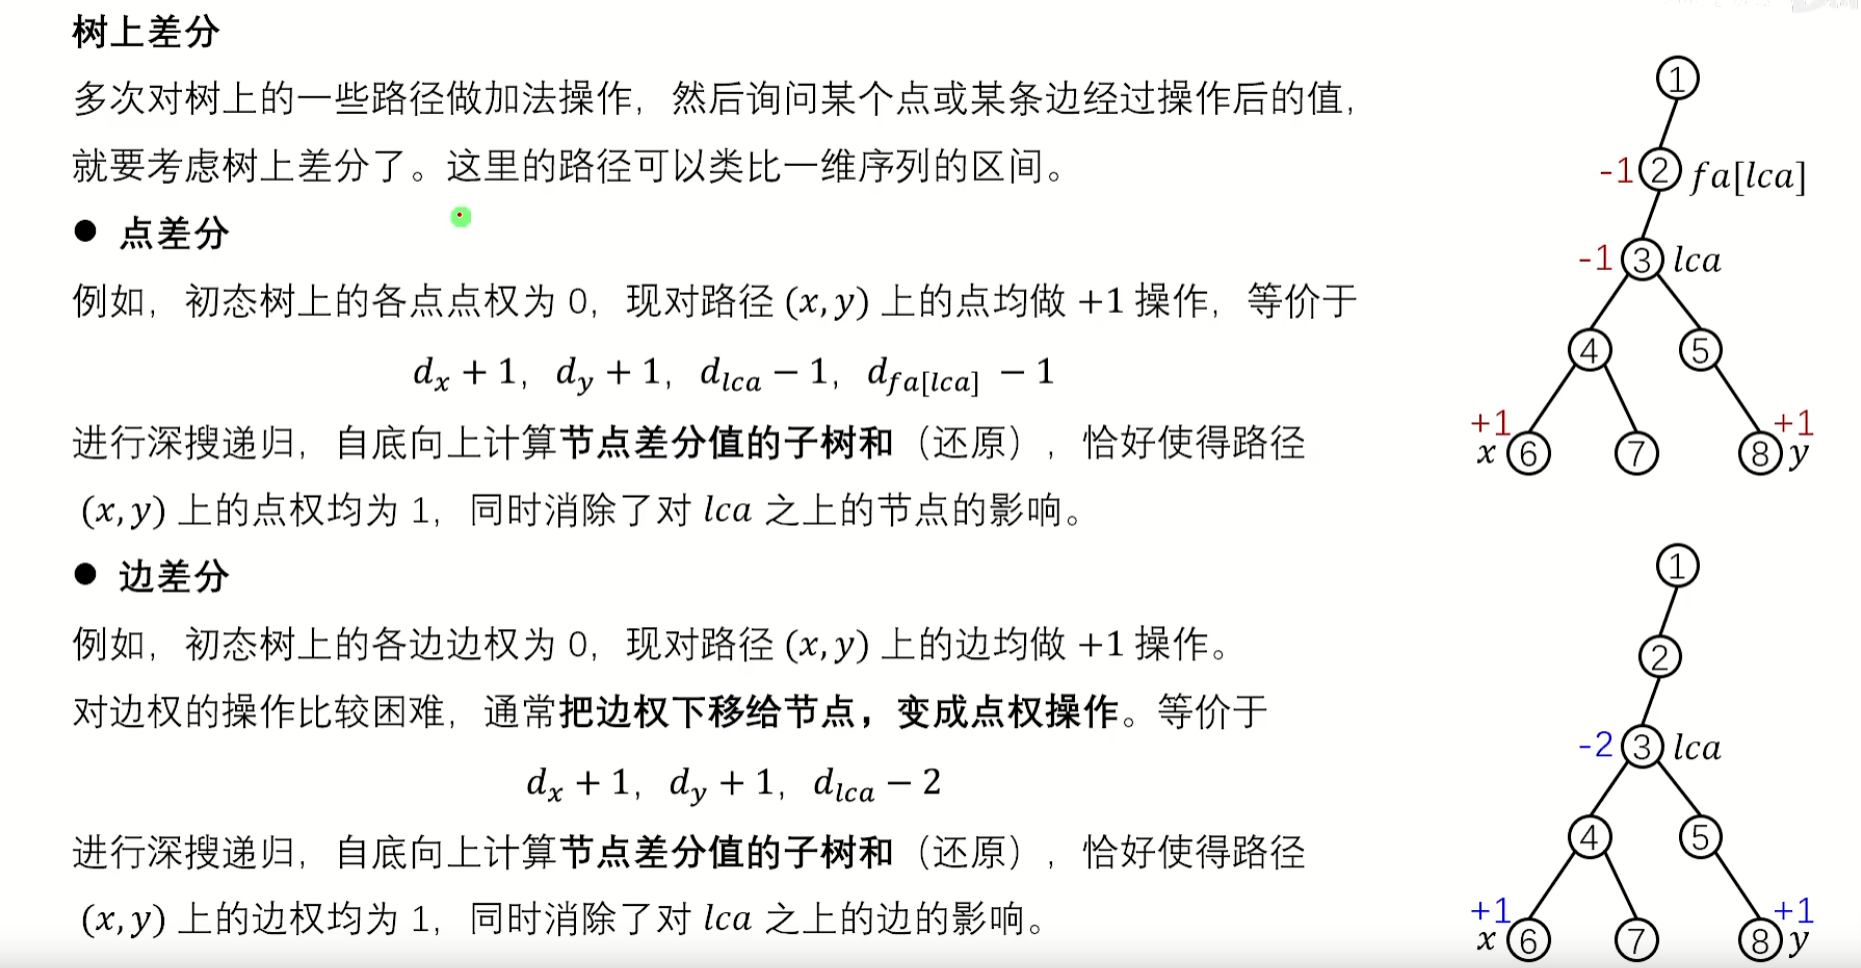 树上差分
多次对树上的一些路径做加法操作，然后询问某个点或某条边经过操作后的值，
就要考虑树上差分了。这里的路径可以类比一维序列的区间。
● 点差分
例如，初态树上的各点点权为 0，现对路径 (x, y) 上的点均做 +1 操作，等价于
d_x + 1，d_y + 1，d_{lca} − 1，d_{fa[lca]} − 1
进行深搜递归，自底向上计算节点差分值的子树和（还原），恰好使得路径
(x, y) 上的点权均为 1，同时消除了对 lca 之上的节点的影响。
● 边差分
例如，初态树上的各边边权为 0，现对路径 (x, y) 上的边均做 +1 操作。
对边权的操作比较困难，通常把边权下移给节点，变成点权操作。等价于
d_x + 1，d_y + 1，d_{lca} − 2
进行深搜递归，自底向上计算节点差分值的子树和（还原），恰好使得路径
(x, y) 上的边权均为 1，同时消除了对 lca 之上的边的影响。
1
-1 2 fa[lca]
-1 3 lca
4 5
+1 +1
x 6 7 8 y
1
2
-2 3 lca
4 5
+1 +1
x 6 7 8 y